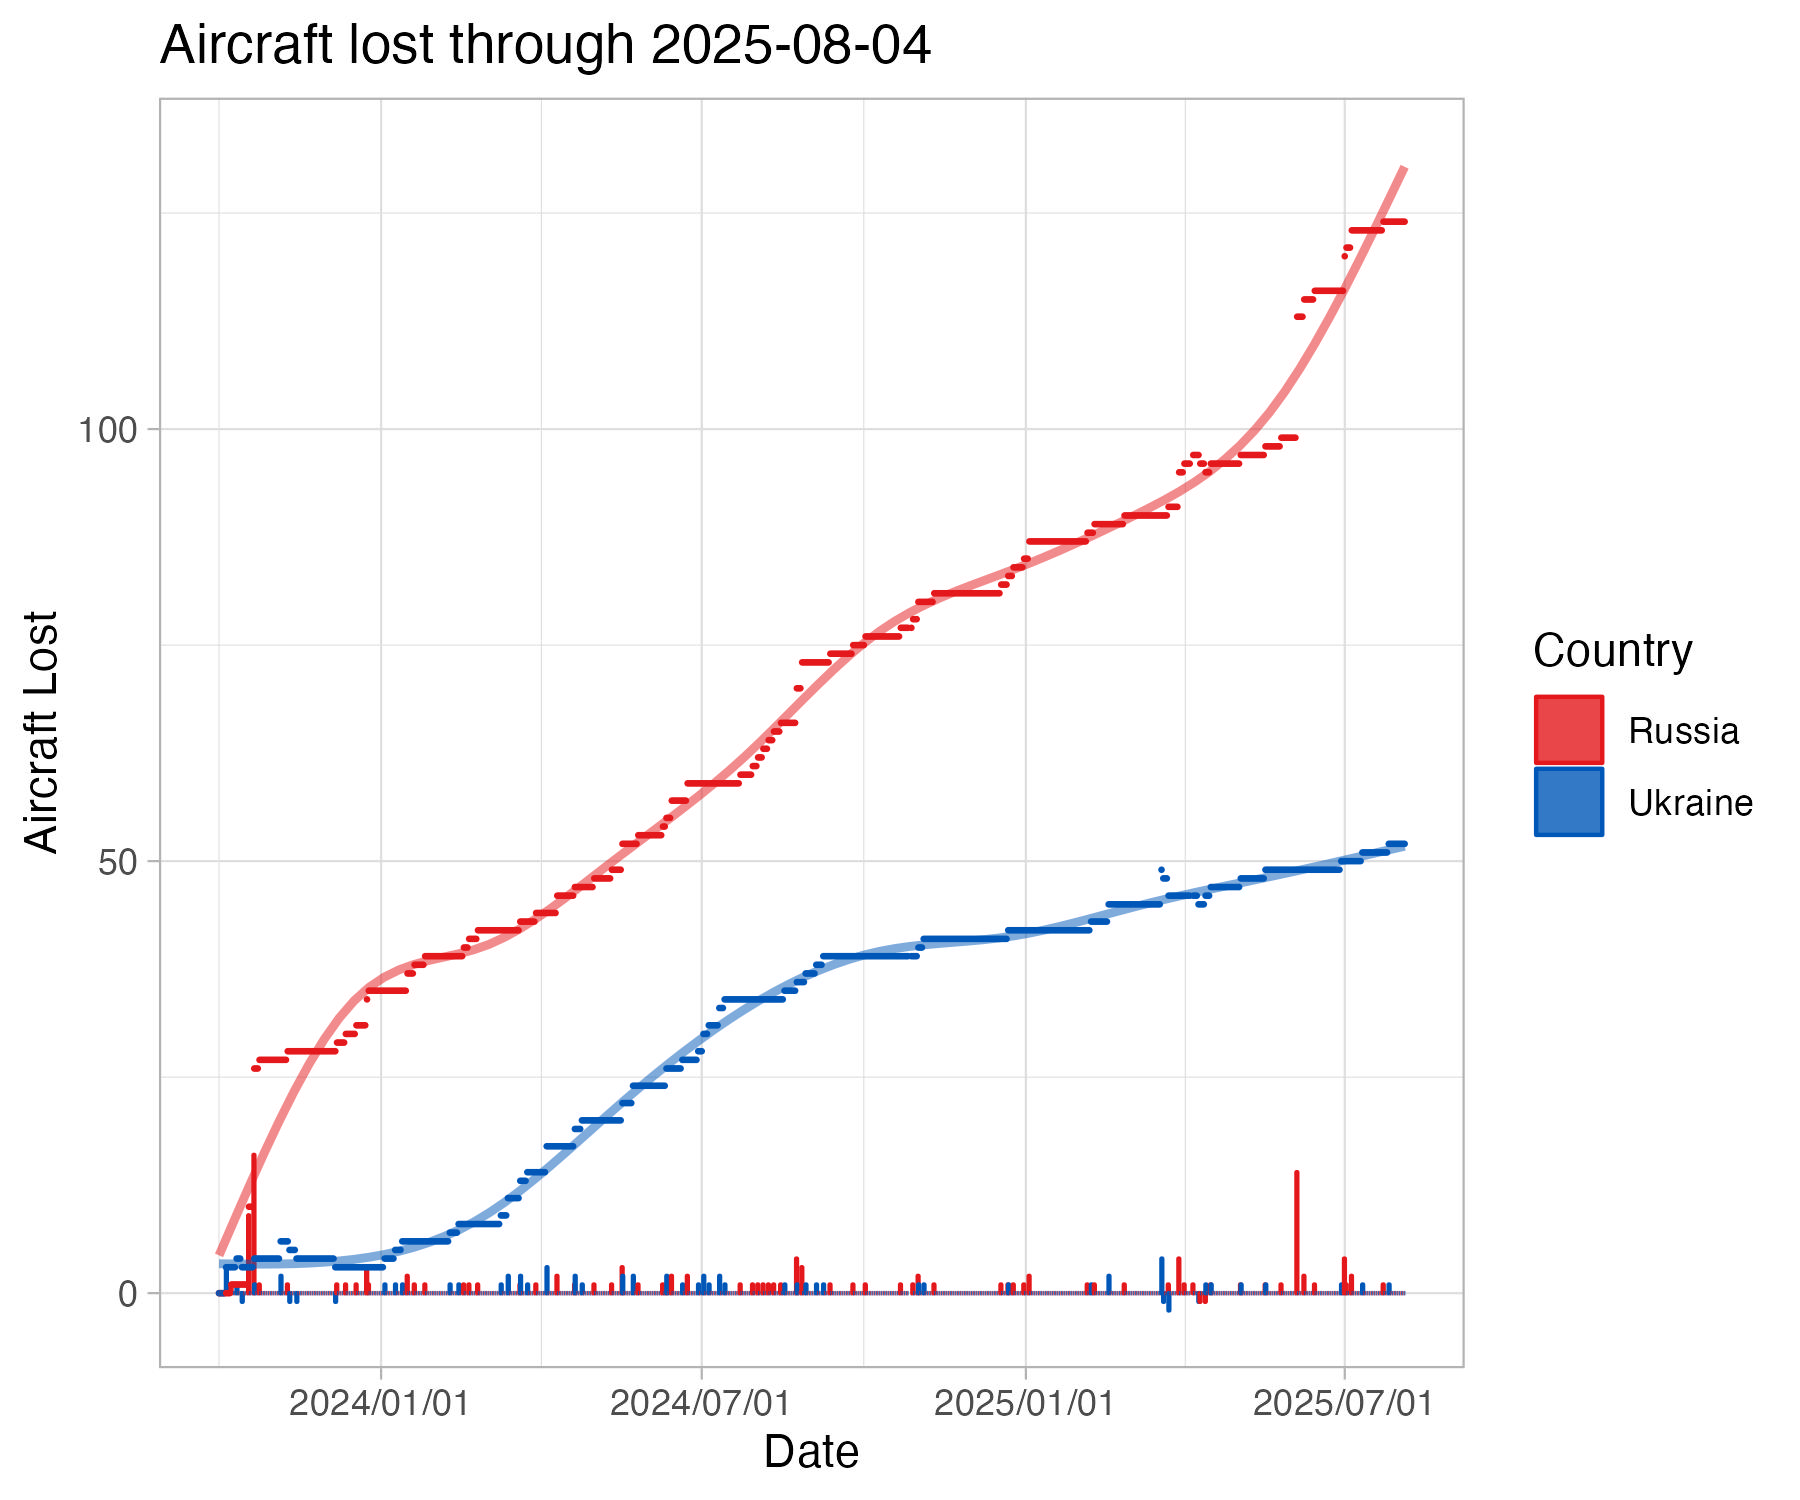 Aircraft lost through 2025-08-04
Aircraft Lost
100
50
0
2024/01/01
2024/07/01
2025/01/01
2025/07/01
Date
Country
Russia
Ukraine